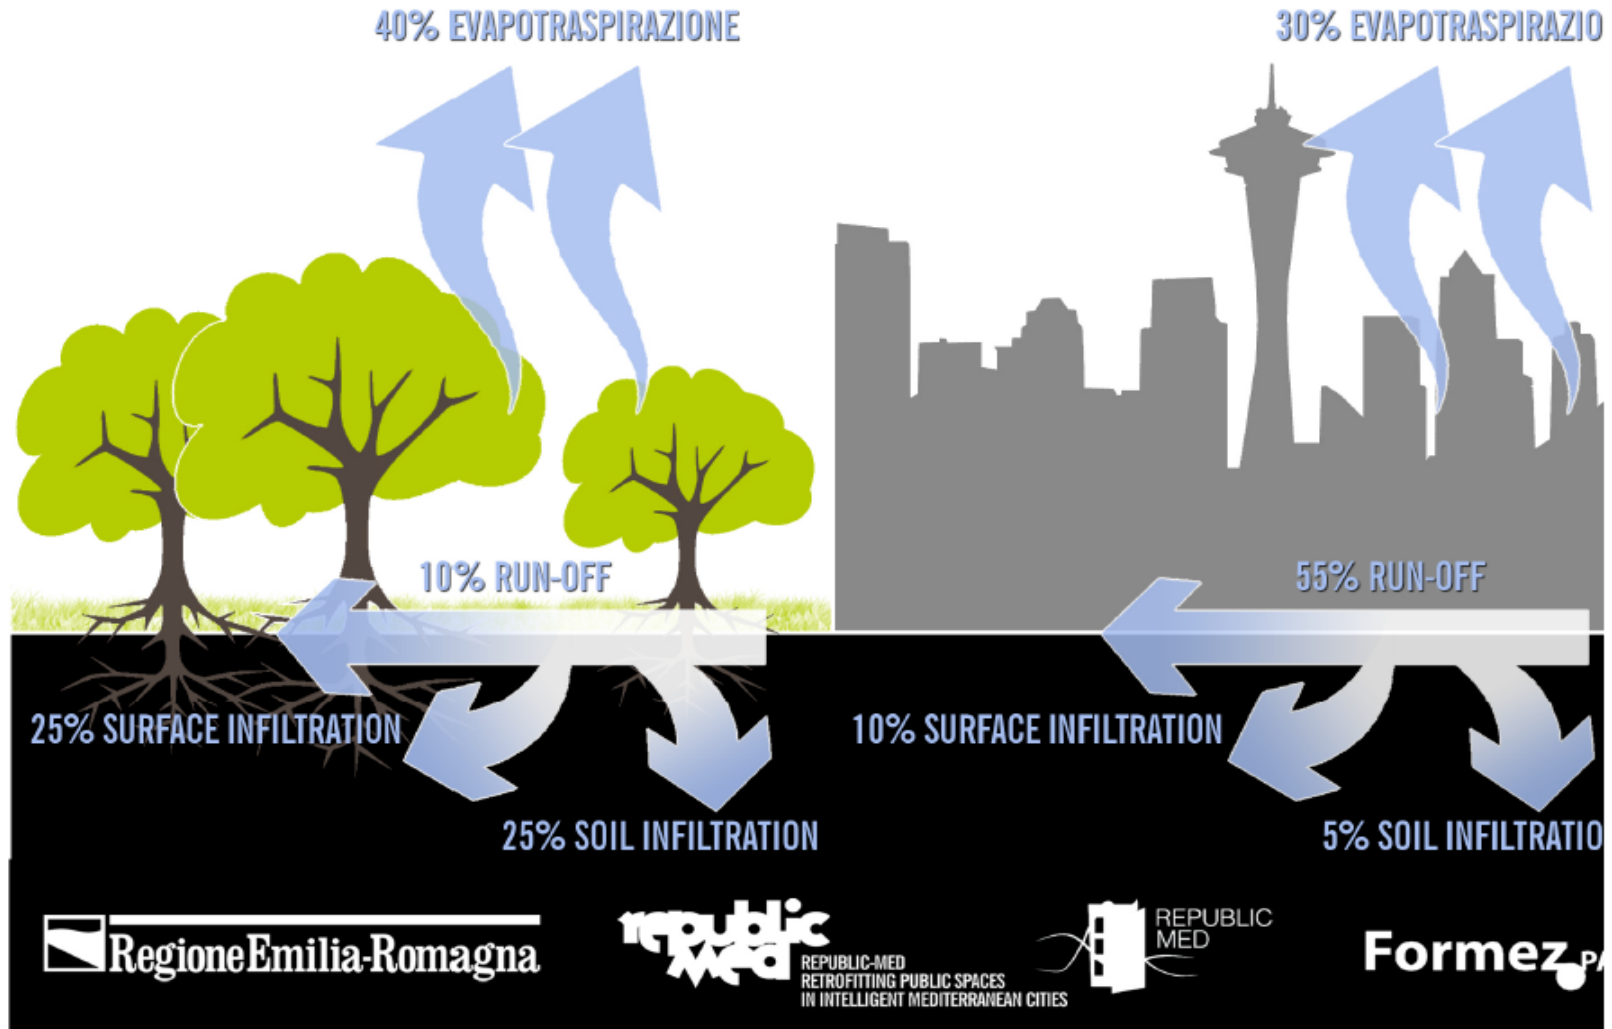 40% EVAPOTRASPIRAZIONE
30% EVAPOTRASPIRAZIO
10% RUN-OFF
55% RUN-OFF
25% SURFACE INFILTRATION
10% SURFACE INFILTRATION
25% SOIL INFILTRATION
5% SOIL INFILTRATIO
RegioneEmilia-Romagna
republic
med
REPUBLIC-MED
RETROFITTING PUBLIC SPACES
IN INTELLIGENT MEDITERRANEAN CITIES
REPUBLIC
MED
Formez PA